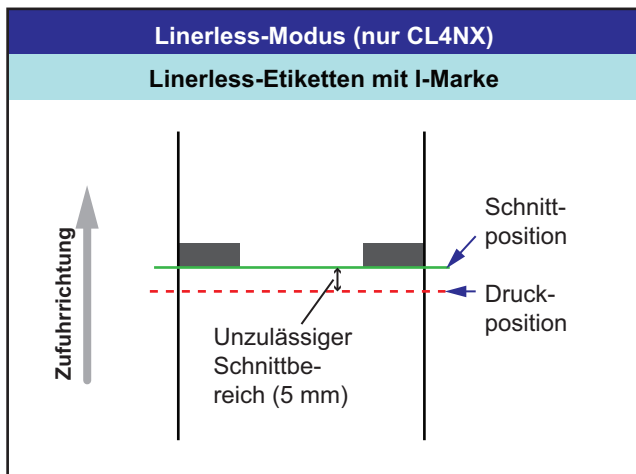 Linerless-Modus (nur CL4NX)
Linerless-Etiketten mit I-Marke
Zufuhrrichtung
Schnitt-
position
Druck-
position
Unzulässiger
Schnittbe-
reich (5 mm)